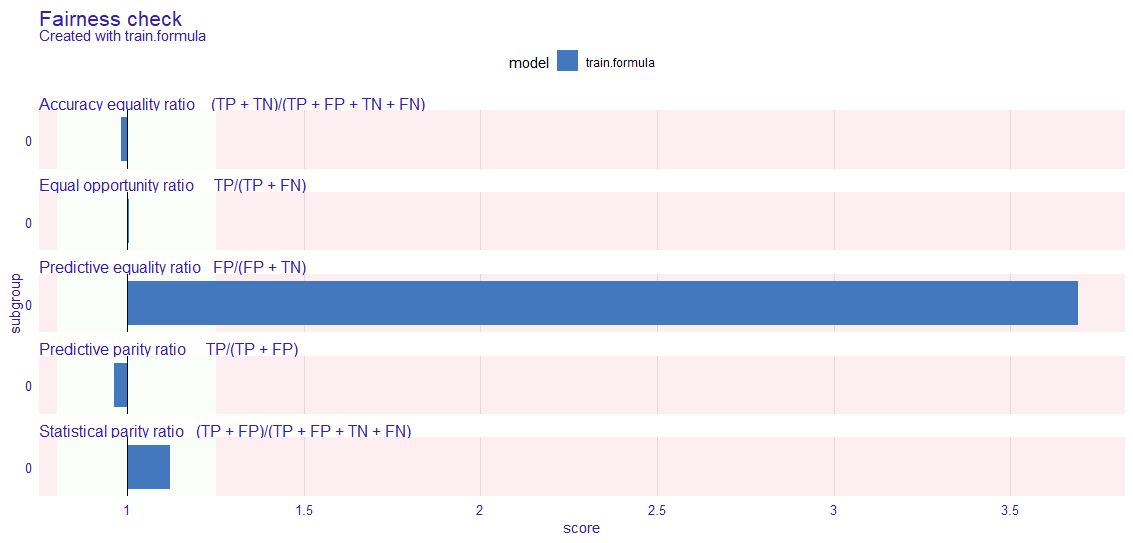 Fairness check
Created with train.formula
model train.formula
Accuracy equality ratio (TP + TN)/(TP + FP + TN + FN)
0
Equal opportunity ratio TP/(TP + FN)
0
Predictive equality ratio FP/(FP + TN)
0
subgroup
Predictive parity ratio TP/(TP + FP)
0
Statistical parity ratio (TP + FP)/(TP + FP + TN + FN)
0
1 1.5 2 2.5 3 3.5
score